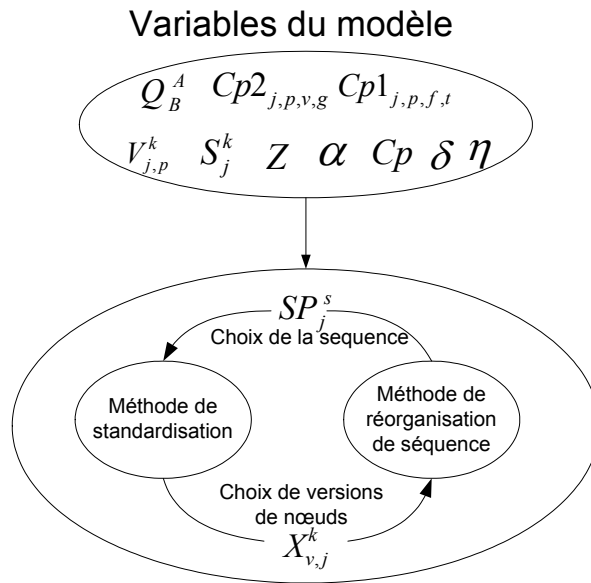 Variables du modèle
Q_B^A Cp2_{j,p,v,g} Cp1_{j,p,f,t}
V_{j,p}^k S_j^k Z α Cp δ η
SP_j^s
Choix de la sequence
Méthode de
standardisation
Méthode de
réorganisation
de séquence
Choix de versions
de nœuds
X_{v,j}^k